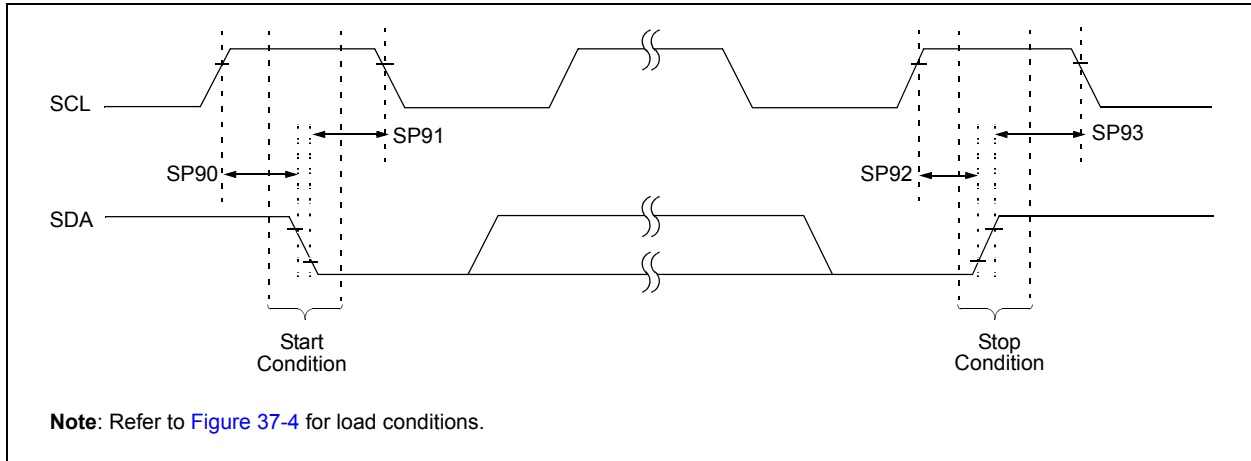 SCL
SP91
SP93
SP90
SP92
SDA
Start
Condition
Stop
Condition
Note: Refer to Figure 37-4 for load conditions.